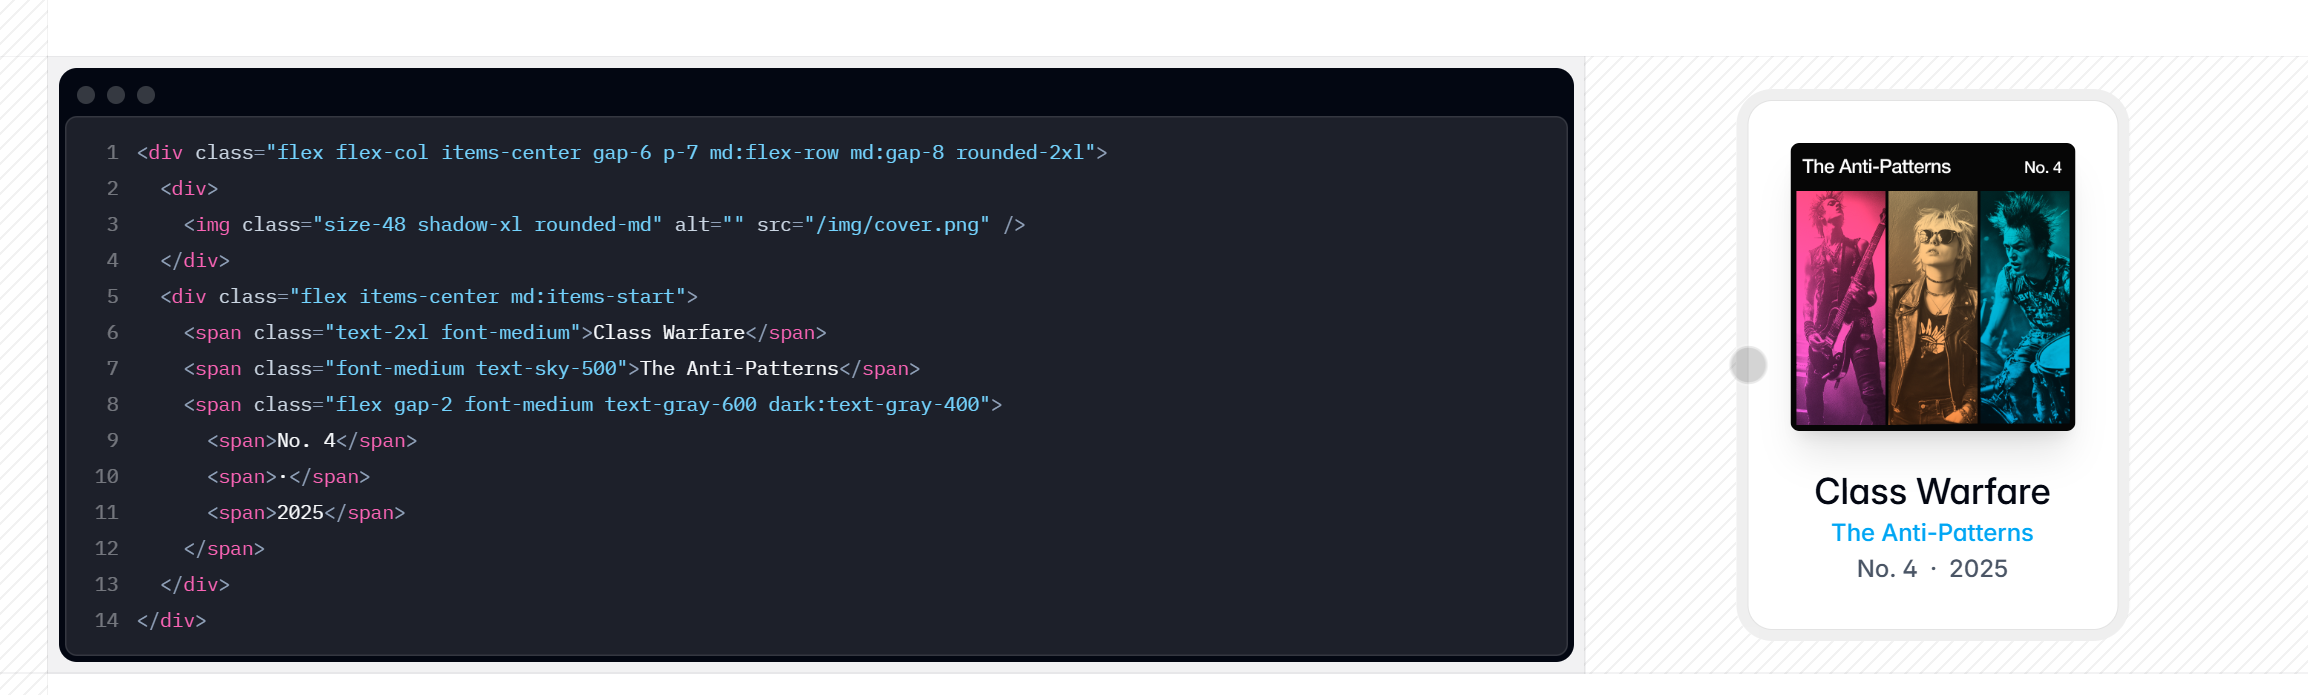 1 <div class="flex flex-col items-center gap-6 p-7 md:flex-row md:gap-8 rounded-2xl">
2   <div>
3     <img class="size-48 shadow-xl rounded-md" alt="" src="/img/cover.png" />
4   </div>
5   <div class="flex items-center md:items-start">
6     <span class="text-2xl font-medium">Class Warfare</span>
7     <span class="font-medium text-sky-500">The Anti-Patterns</span>
8     <span class="flex gap-2 font-medium text-gray-600 dark:text-gray-400">
9       <span>No. 4</span>
10       <span>·</span>
11       <span>2025</span>
12     </span>
13   </div>
14 </div>
The Anti-Patterns No. 4
Class Warfare
The Anti-Patterns
No. 4 · 2025